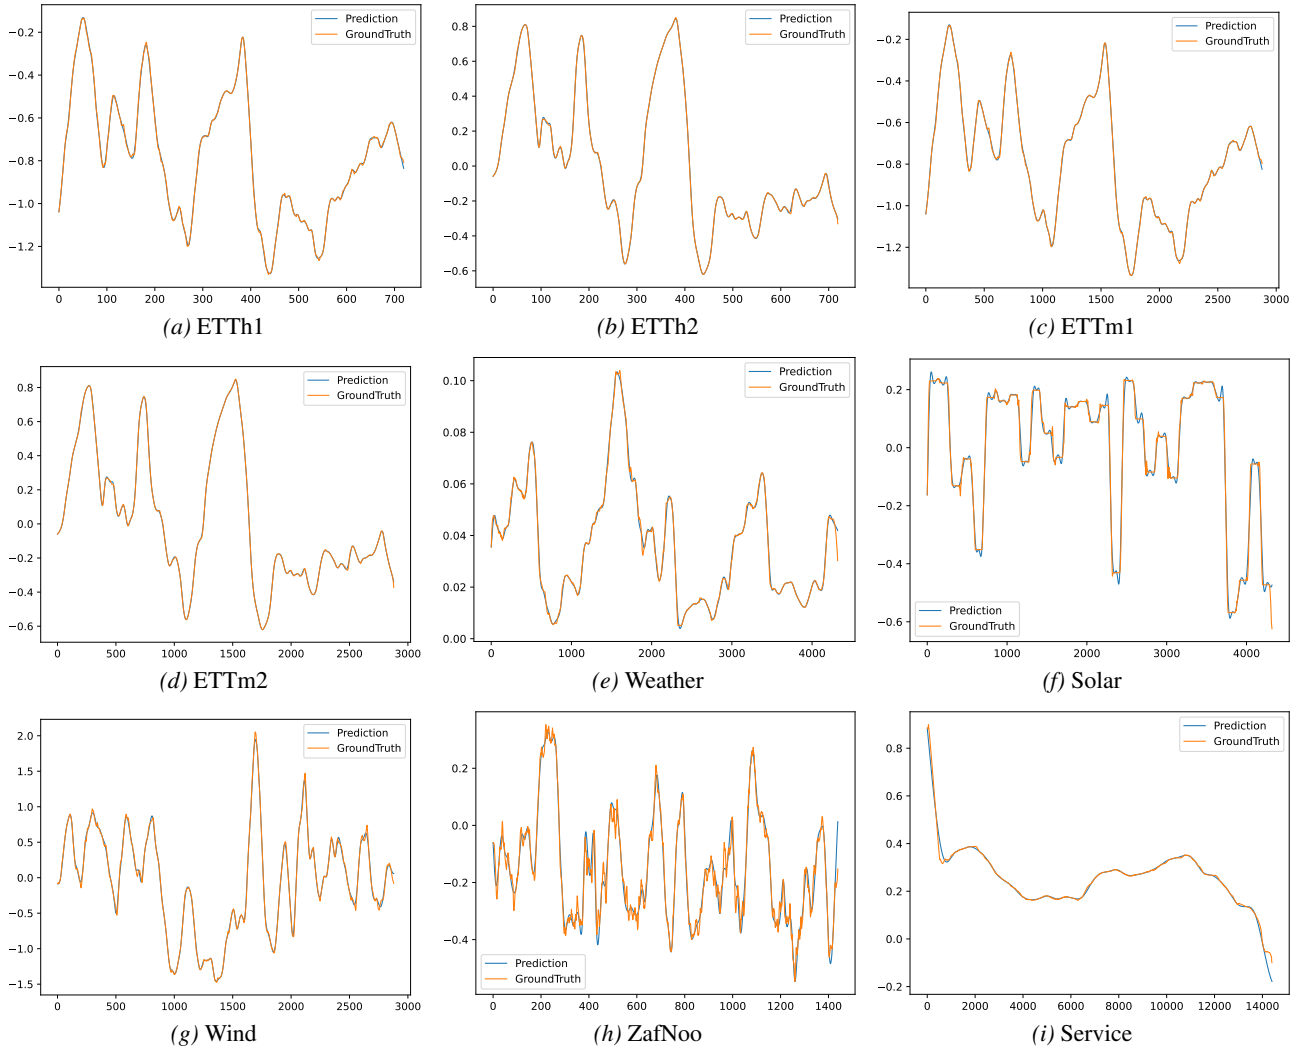 Prediction
GroundTruth
−0.2
−0.4
−0.6
−0.8
−1.0
−1.2
0 100 200 300 400 500 600 700
(a) ETTh1
Prediction
GroundTruth
0.8
0.6
0.4
0.2
0.0
−0.2
−0.4
−0.6
0 100 200 300 400 500 600 700
(b) ETTh2
Prediction
GroundTruth
−0.2
−0.4
−0.6
−0.8
−1.0
−1.2
0 500 1000 1500 2000 2500 3000
(c) ETTm1
Prediction
GroundTruth
0.8
0.6
0.4
0.2
0.0
−0.2
−0.4
−0.6
0 500 1000 1500 2000 2500 3000
(d) ETTm2
Prediction
GroundTruth
0.10
0.08
0.06
0.04
0.02
0.00
0 1000 2000 3000 4000
(e) Weather
0.2
0.0
−0.2
−0.4
−0.6
Prediction
GroundTruth
0 1000 2000 3000 4000
(f) Solar
Prediction
GroundTruth
2.0
1.5
1.0
0.5
0.0
−0.5
−1.0
−1.5
0 500 1000 1500 2000 2500 3000
(g) Wind
0.2
0.0
−0.2
−0.4
Prediction
GroundTruth
0 200 400 600 800 1000 1200 1400
(h) ZafNoo
Prediction
GroundTruth
0.8
0.6
0.4
0.2
0.0
−0.2
0 2000 4000 6000 8000 10000 12000 14000
(i) Service